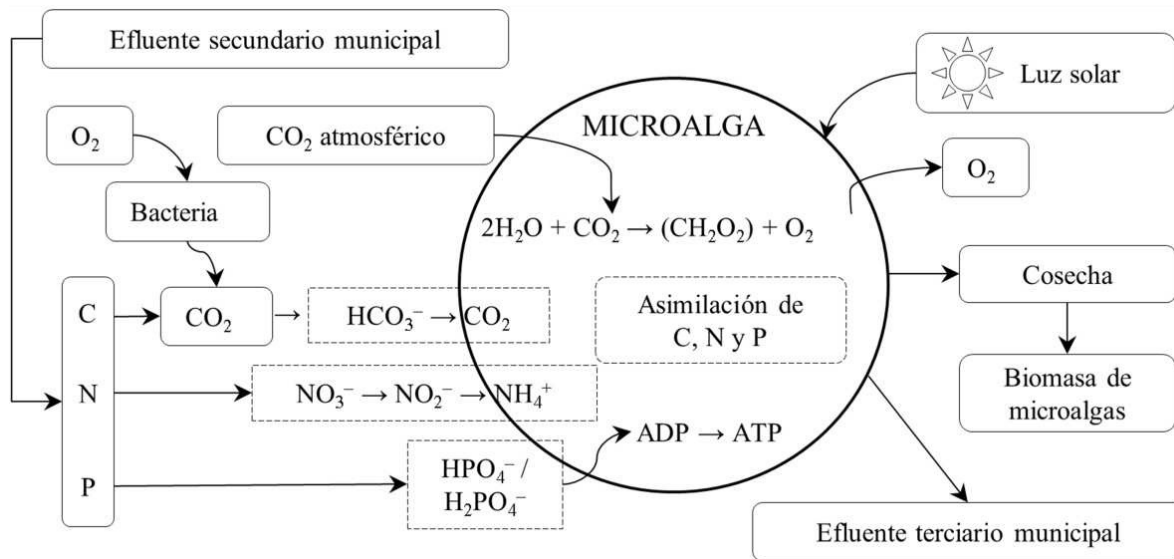 Efluente secundario municipal
Luz solar
O₂
CO₂ atmosférico
MICROALGA
O₂
Bacteria
2H₂O + CO₂ → (CH₂O₂) + O₂
Cosecha
C
CO₂ → HCO₃⁻ → CO₂
Asimilación de
C, N y P
N
NO₃⁻ → NO₂⁻ → NH₄⁺
Biomasa de
microalgas
ADP → ATP
P
HPO₄⁻ /
H₂PO₄⁻
Efluente terciario municipal